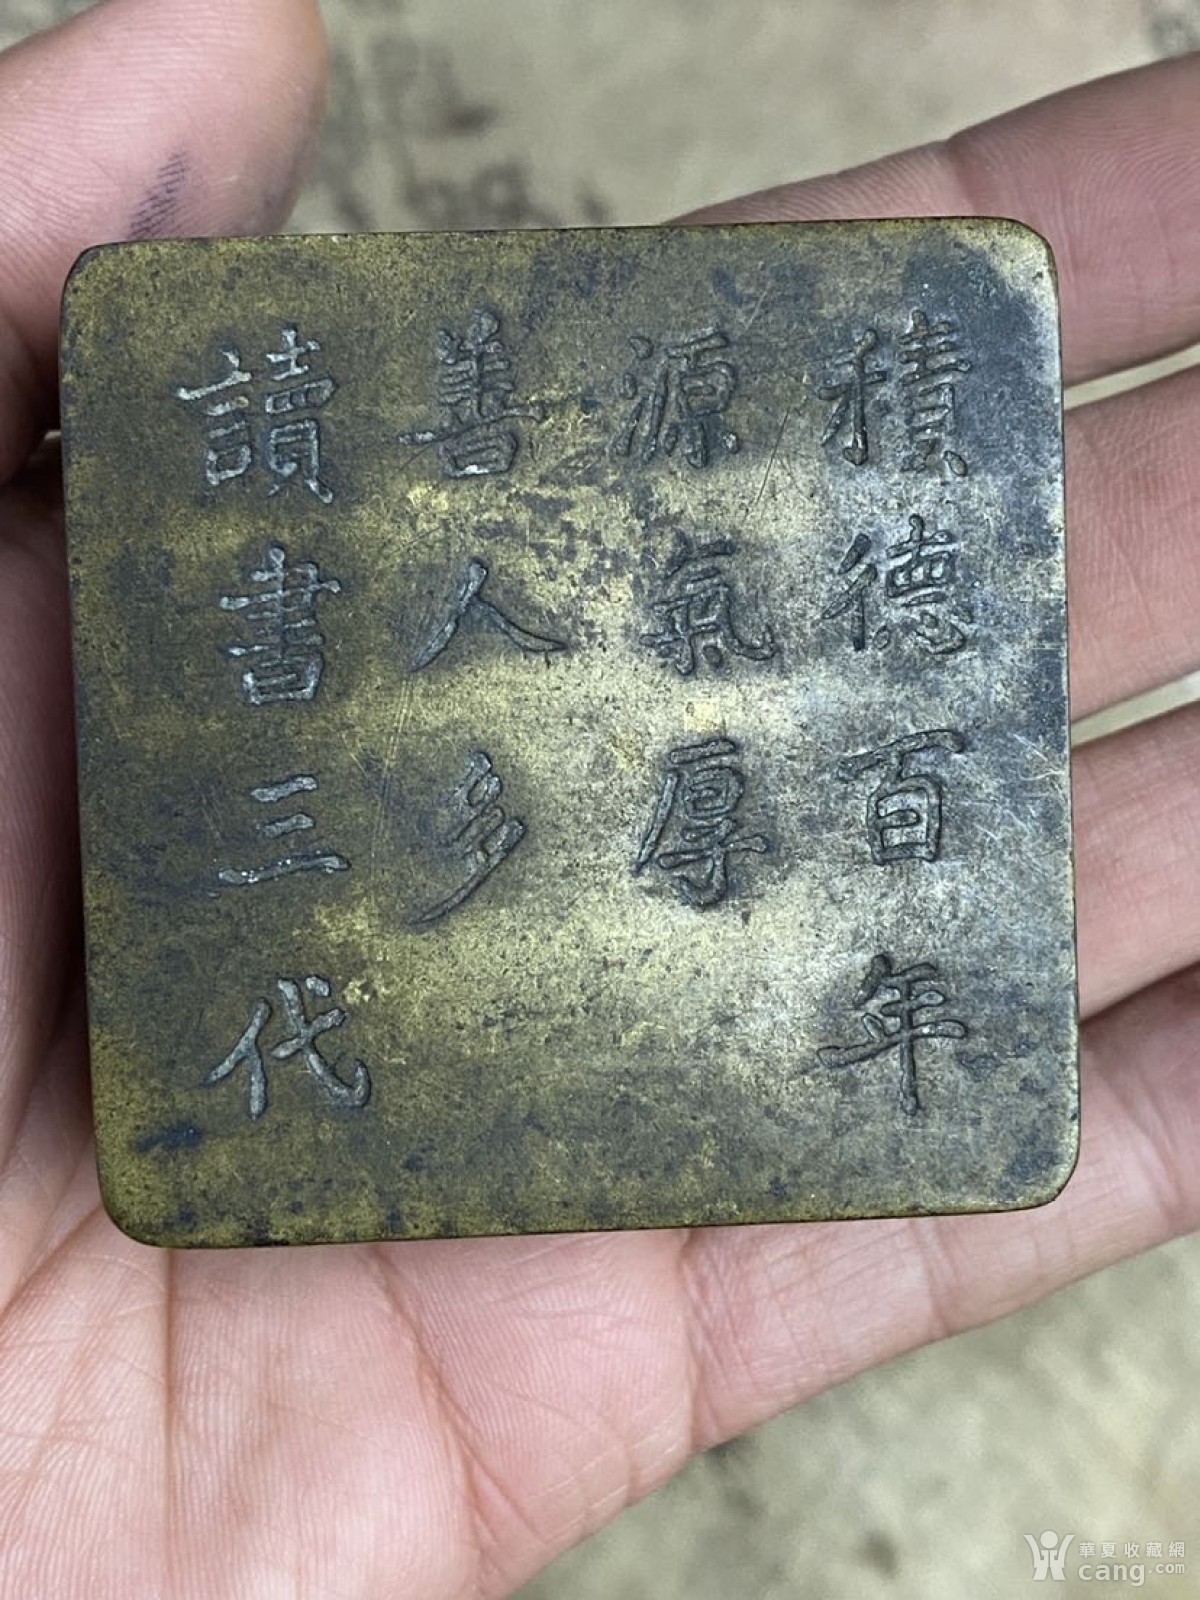 積德百年
源氣厚
善人多
讀書三代
華夏收藏網
cang.com